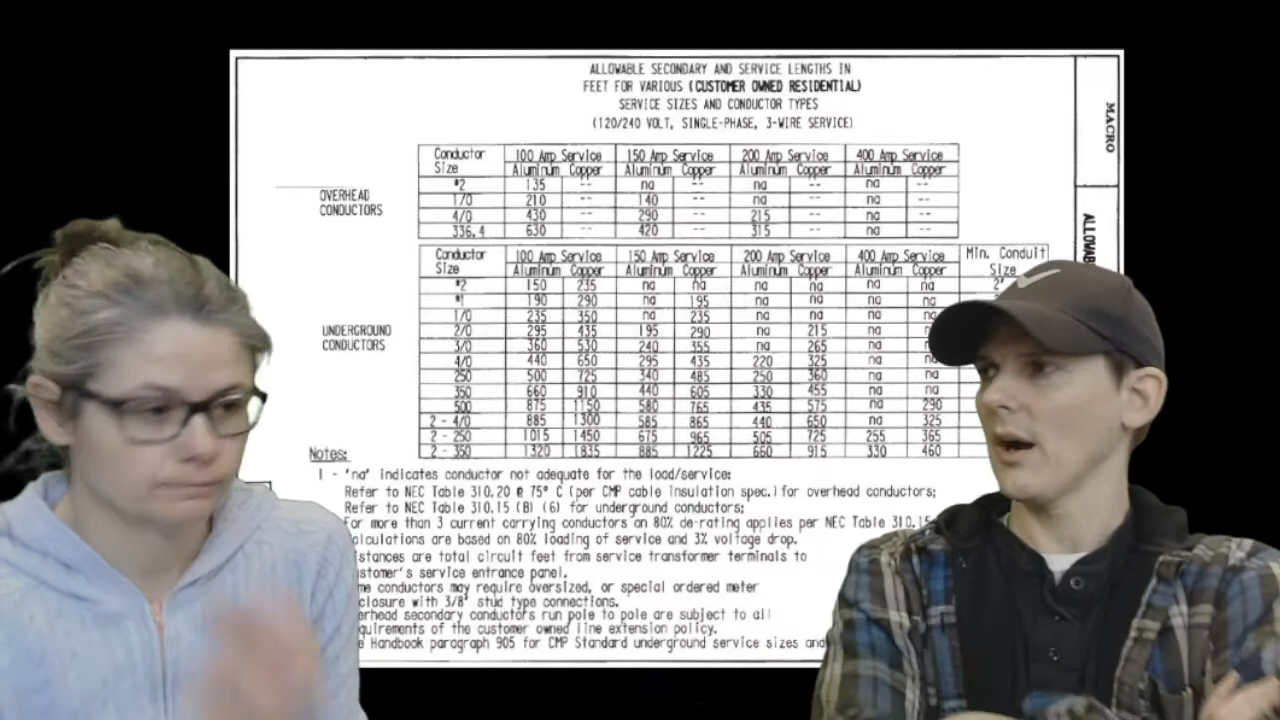 ALLOWABLE SECONDARY AND SERVICE LENGTHS IN
FEET FOR VARIOUS (CUSTOMER OWNED RESIDENTIAL)
SERVICE SIZES AND CONDUCTOR TYPES
(120/240 VOLT, SINGLE-PHASE, 3-WIRE SERVICE)
MACRO
ALLOWAB
OVERHEAD
CONDUCTORS
Conductor Size 100 Amp Service 150 Amp Service 200 Amp Service 400 Amp Service
Aluminum Copper Aluminum Copper Aluminum Copper Aluminum Copper
#2 135 -- na -- na -- na --
1/0 210 -- 140 -- na -- na --
4/0 430 -- 290 -- 215 -- na --
336.4 630 -- 420 -- 315 -- na --
UNDERGROUND
CONDUCTORS
Conductor Size 100 Amp Service 150 Amp Service 200 Amp Service 400 Amp Service Min. Conduit Size
Aluminum Copper Aluminum Copper Aluminum Copper Aluminum Copper
#2 150 235 na na na na na na 2"
#1 190 290 na 195 na na na na
1/0 235 350 na 235 na na na na
2/0 295 435 195 290 na 215 na na
3/0 360 530 240 355 na 265 na na
4/0 440 650 295 435 220 325 na na
250 500 725 340 485 250 360 na na
350 660 910 440 605 330 455 na na
500 875 1150 580 765 435 575 na 290
2 - 4/0 885 1300 585 865 440 650 na 325
2 - 250 1015 1450 675 965 505 725 255 365
2 - 350 1320 1835 885 1225 660 915 330 460
Notes:
1 - 'na' indicates conductor not adequate for the load/service:
Refer to NEC Table 310.20 @ 75° C (per CMP cable insulation spec.) for overhead conductors;
Refer to NEC Table 310.15 (B) (6) for underground conductors;
For more than 3 current carrying conductors an 80% de-rating applies per NEC Table 310.15
alculations are based on 80% loading of service and 3% voltage drop.
istances are total circuit feet from service transformer terminals to
stomer's service entrance panel.
me conductors may require oversized, or special ordered meter
closure with 3/8' stud type connections.
erhead secondary conductors run pole to pole are subject to all
quirements of the customer owned line extension policy.
e Handbook paragraph 905 for CMP Standard underground service sizes and